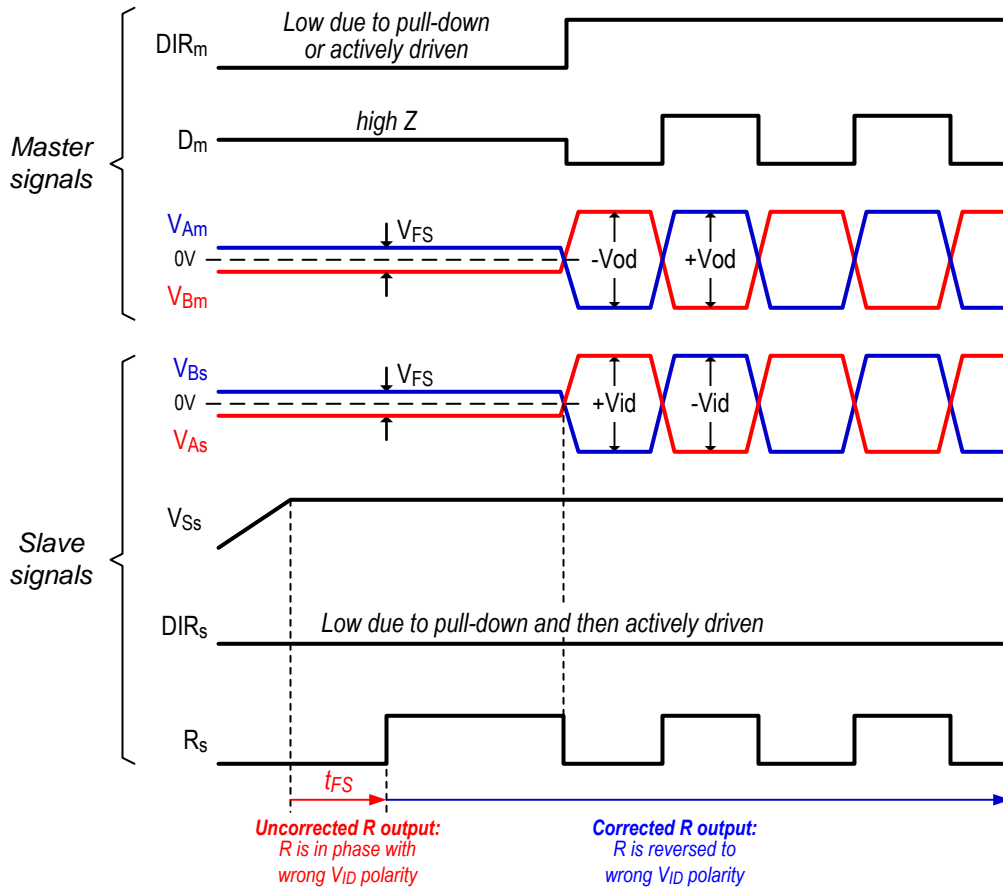 Low due to pull-down
or actively driven
DIRm
high Z
Dm
Master
signals
VAm
VFS
0V
-Vod
+Vod
VBm
VBs
VFS
0V
+Vid
-Vid
VAs
VSs
Slave
signals
DIRs
Low due to pull-down and then actively driven
Rs
tFS
Uncorrected R output:
R is in phase with
wrong VID polarity
Corrected R output:
R is reversed to
wrong VID polarity